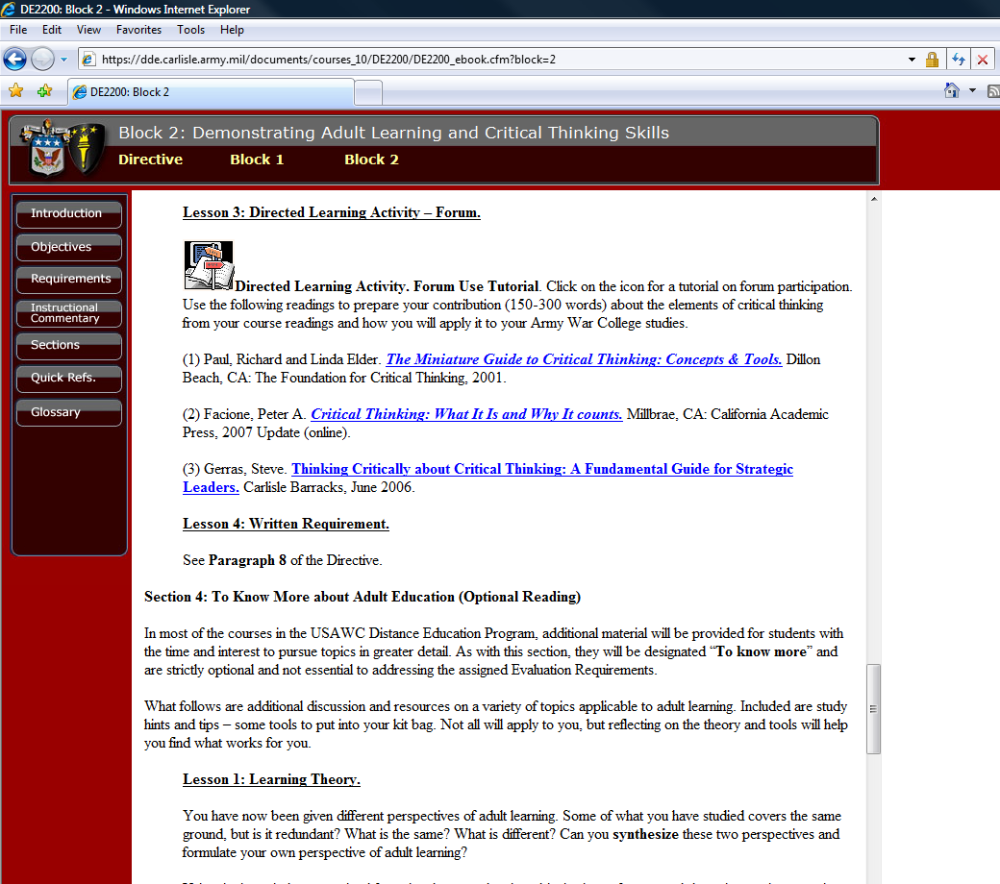 DE2200: Block 2 - Windows Internet Explorer
File Edit View Favorites Tools Help
https://dde.carlisle.army.mil/documents/courses_10/DE2200/DE2200_ebook.cfm?block=2
DE2200: Block 2
Block 2: Demonstrating Adult Learning and Critical Thinking Skills
Directive Block 1 Block 2
Introduction
Objectives
Requirements
Instructional
Commentary
Sections
Quick Refs.
Glossary
Lesson 3: Directed Learning Activity – Forum.
Directed Learning Activity. Forum Use Tutorial. Click on the icon for a tutorial on forum participation.
Use the following readings to prepare your contribution (150-300 words) about the elements of critical thinking
from your course readings and how you will apply it to your Army War College studies.
(1) Paul, Richard and Linda Elder. The Miniature Guide to Critical Thinking: Concepts & Tools. Dillon
Beach, CA: The Foundation for Critical Thinking, 2001.
(2) Facione, Peter A. Critical Thinking: What It Is and Why It counts. Millbrae, CA: California Academic
Press, 2007 Update (online).
(3) Gerras, Steve. Thinking Critically about Critical Thinking: A Fundamental Guide for Strategic
Leaders. Carlisle Barracks, June 2006.
Lesson 4: Written Requirement.
See Paragraph 8 of the Directive.
Section 4: To Know More about Adult Education (Optional Reading)
In most of the courses in the USAWC Distance Education Program, additional material will be provided for students with
the time and interest to pursue topics in greater detail. As with this section, they will be designated “To know more” and
are strictly optional and not essential to addressing the assigned Evaluation Requirements.
What follows are additional discussion and resources on a variety of topics applicable to adult learning. Included are study
hints and tips – some tools to put into your kit bag. Not all will apply to you, but reflecting on the theory and tools will help
you find what works for you.
Lesson 1: Learning Theory.
You have now been given different perspectives of adult learning. Some of what you have studied covers the same
ground, but is it redundant? What is the same? What is different? Can you synthesize these two perspectives and
formulate your own perspective of adult learning?